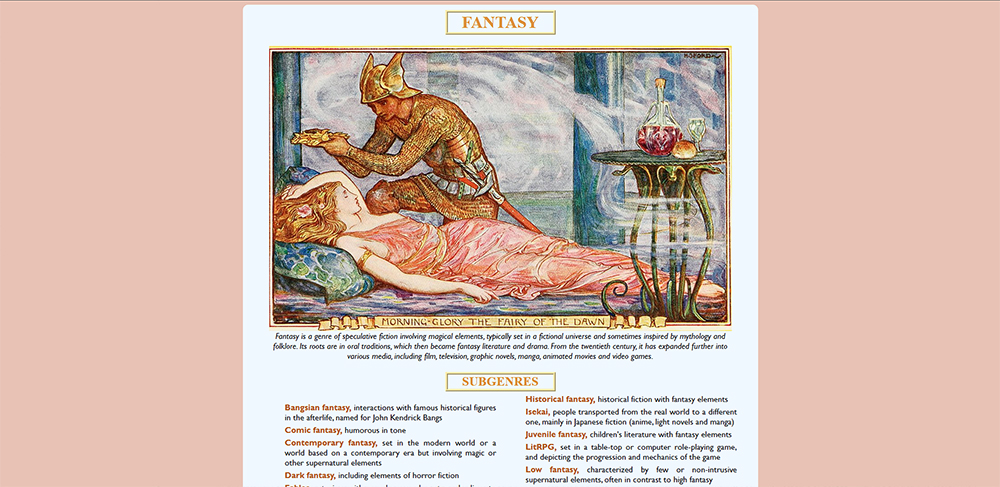 FANTASY
H·J·FORD
MORNING-GLORY THE FAIRY OF THE DAWN
Fantasy is a genre of speculative fiction involving magical elements, typically set in a fictional universe and sometimes inspired by mythology and
folklore. Its roots are in oral traditions, which then became fantasy literature and drama. From the twentieth century, it has expanded further into
various media, including film, television, graphic novels, manga, animated movies and video games.
SUBGENRES
Bangsian fantasy, interactions with famous historical figures
in the afterlife, named for John Kendrick Bangs
Comic fantasy, humorous in tone
Contemporary fantasy, set in the modern world or a
world based on a contemporary era but involving magic or
other supernatural elements
Dark fantasy, including elements of horror fiction
Historical fantasy, historical fiction with fantasy elements
Isekai, people transported from the real world to a different
one, mainly in Japanese fiction (anime, light novels and manga)
Juvenile fantasy, children's literature with fantasy elements
LitRPG, set in a table-top or computer role-playing game,
and depicting the progression and mechanics of the game
Low fantasy, characterized by few or non-intrusive
supernatural elements, often in contrast to high fantasy